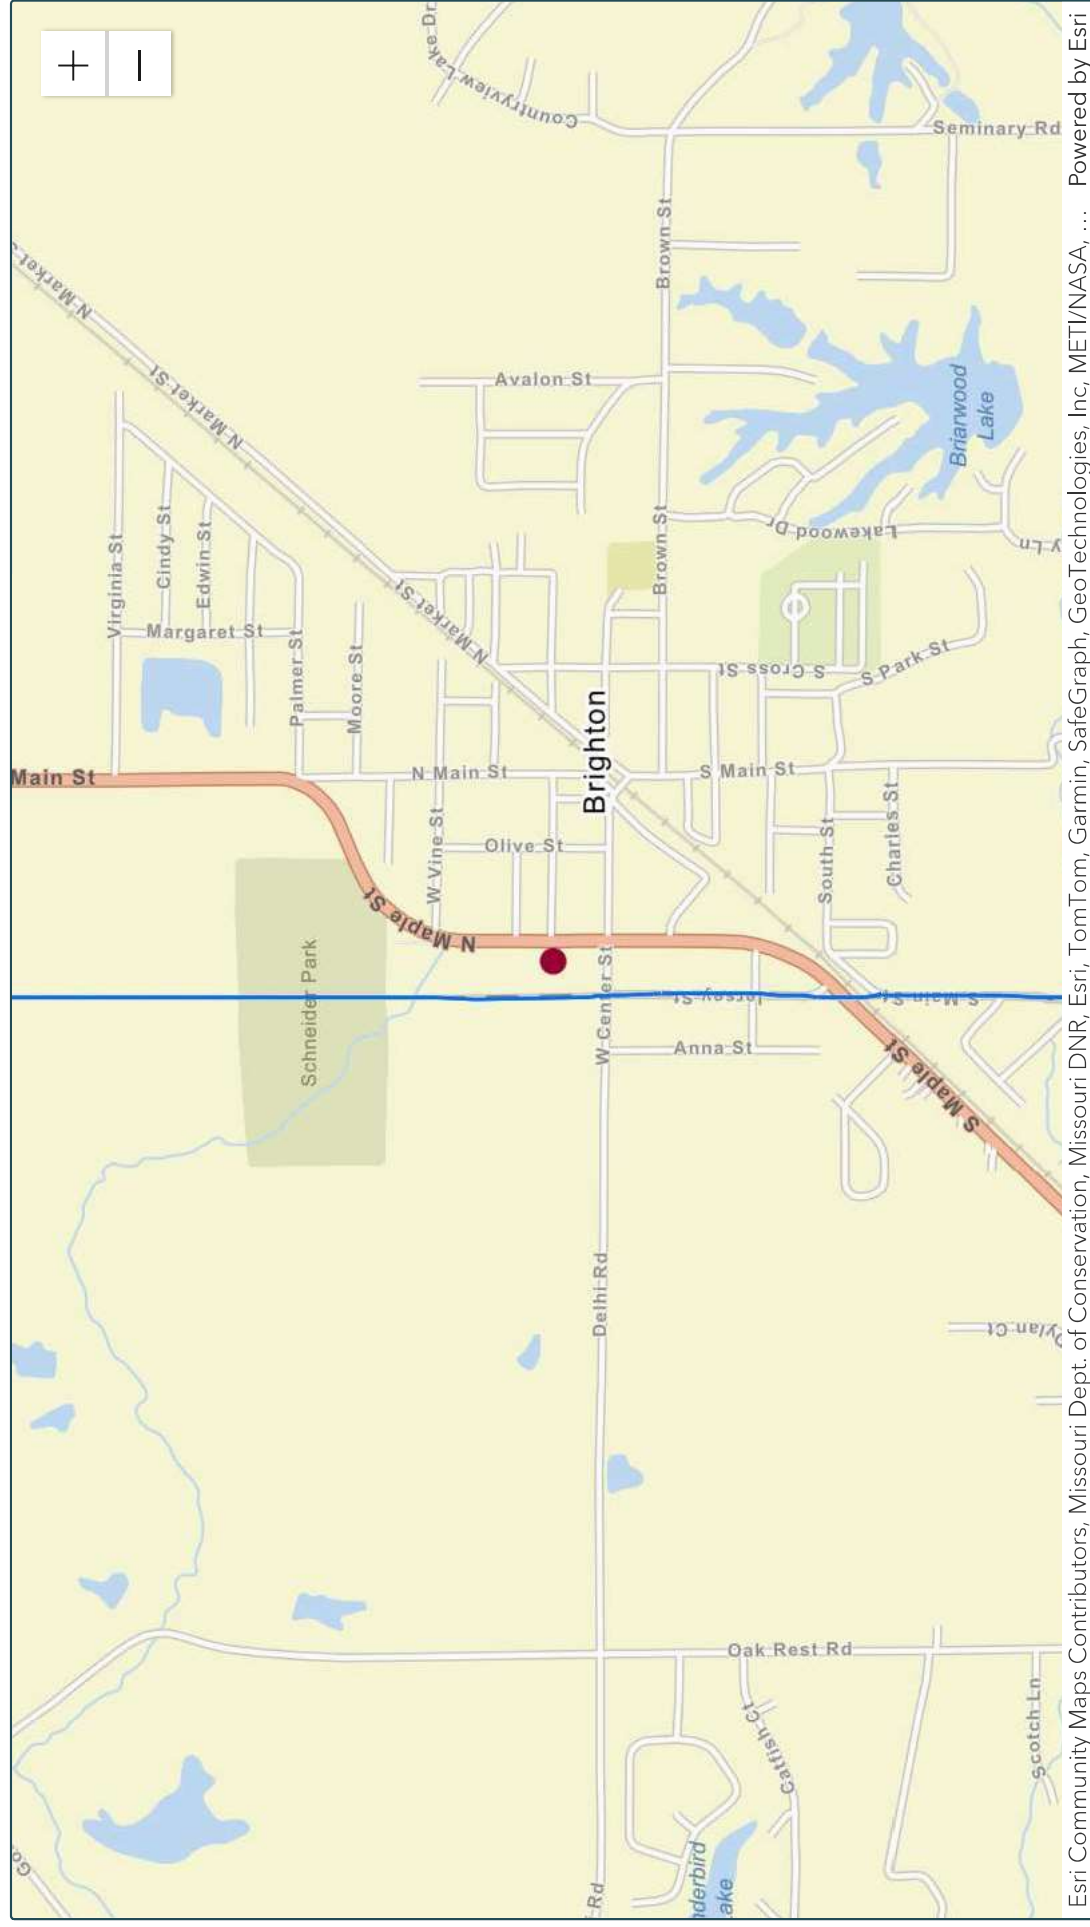 +
−
Countryview Lake Dr
Seminary Rd
N Market St
N Market St
N Market St
Brown St
Brown St
Avalon St
Briarwood
Lake
Lakewood Dr
y Ln
Virginia St
Cindy St
Edwin St
Margaret St
Palmer St
Moore St
S Cross St
S Park St
Main St
N Main St
S Main St
Brighton
W Vine St
Olive St
South St
Charles St
N Maple St
Schneider Park
W Center St
Jersey St
S Main St
Anna St
S Maple St
Delhi Rd
Dylan Ct
Oak Rest Rd
Catfish Ct
Scotch Ln
Go
Rd
nderbird
ake
Esri Community Maps Contributors, Missouri Dept. of Conservation, Missouri DNR, Esri, TomTom, Garmin, SafeGraph, GeoTechnologies, Inc, METI/NASA, ... Powered by Esri